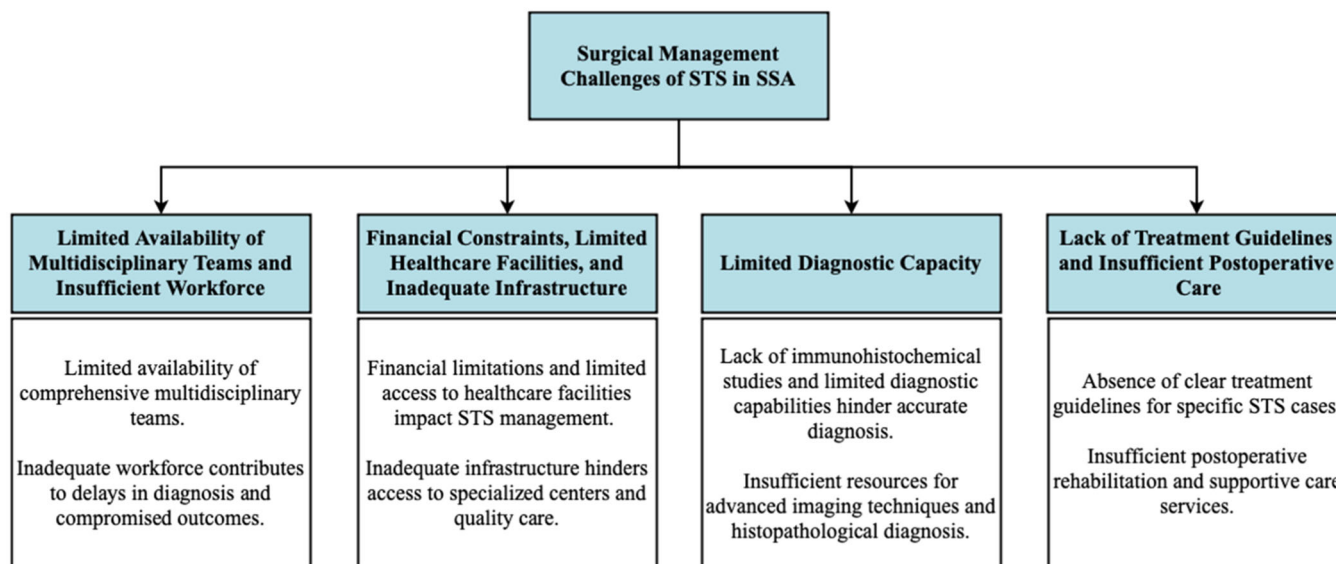 Surgical Management
Challenges of STS in SSA
Limited Availability of
Multidisciplinary Teams and
Insufficient Workforce
Limited availability of
comprehensive multidisciplinary
teams.
Inadequate workforce contributes
to delays in diagnosis and
compromised outcomes.
Financial Constraints, Limited
Healthcare Facilities, and
Inadequate Infrastructure
Financial limitations and limited
access to healthcare facilities
impact STS management.
Inadequate infrastructure hinders
access to specialized centers and
quality care.
Limited Diagnostic Capacity
Lack of immunohistochemical
studies and limited diagnostic
capabilities hinder accurate
diagnosis.
Insufficient resources for
advanced imaging techniques and
histopathological diagnosis.
Lack of Treatment Guidelines
and Insufficient Postoperative
Care
Absence of clear treatment
guidelines for specific STS cases
Insufficient postoperative
rehabilitation and supportive care
services.